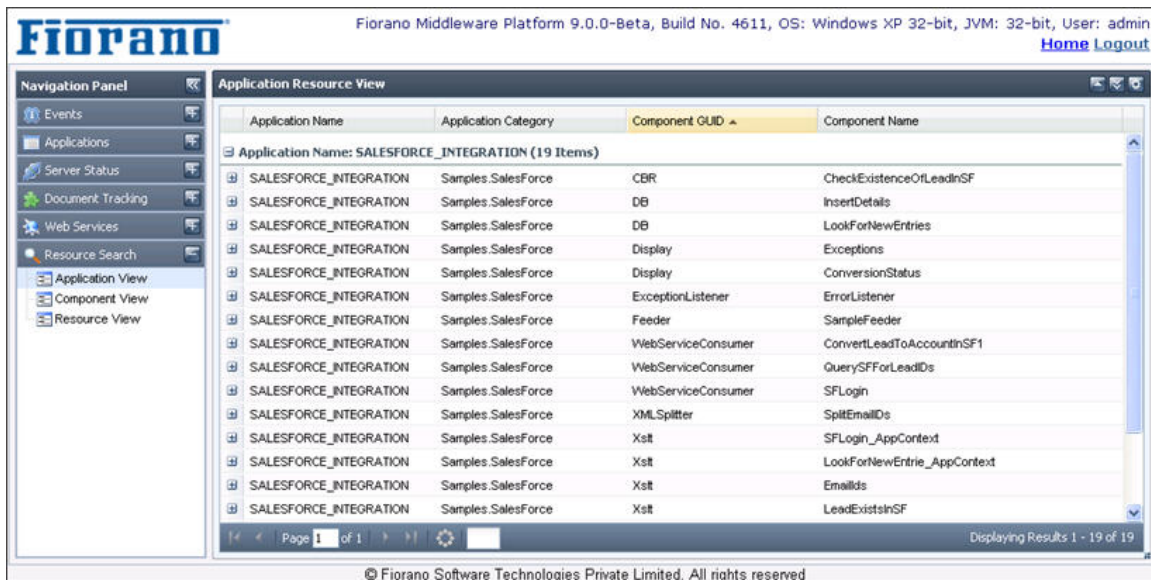 Fiorano
Fiorano Middleware Platform 9.0.0-Beta, Build No. 4611, OS: Windows XP 32-bit, JVM: 32-bit, User: admin
Home Logout
Navigation Panel
Application Resource View
Events
Applications
Server Status
Document Tracking
Web Services
Resource Search
Application View
Component View
Resource View
Application Name Application Category Component GUID Component Name
Application Name: SALESFORCE_INTEGRATION (19 Items)
SALESFORCE_INTEGRATION Samples.SalesForce CBR CheckExistenceOfLeadInSF
SALESFORCE_INTEGRATION Samples.SalesForce DB InsertDetails
SALESFORCE_INTEGRATION Samples.SalesForce DB LookForNewEntries
SALESFORCE_INTEGRATION Samples.SalesForce Display Exceptions
SALESFORCE_INTEGRATION Samples.SalesForce Display ConversionStatus
SALESFORCE_INTEGRATION Samples.SalesForce ExceptionListener ErrorListener
SALESFORCE_INTEGRATION Samples.SalesForce Feeder SampleFeeder
SALESFORCE_INTEGRATION Samples.SalesForce WebServiceConsumer ConvertLeadToAccountInSF1
SALESFORCE_INTEGRATION Samples.SalesForce WebServiceConsumer QuerySFForLeadIDs
SALESFORCE_INTEGRATION Samples.SalesForce WebServiceConsumer SFLogin
SALESFORCE_INTEGRATION Samples.SalesForce XMLSplitter SplitEmailIDs
SALESFORCE_INTEGRATION Samples.SalesForce Xslt SFLogin_AppContext
SALESFORCE_INTEGRATION Samples.SalesForce Xslt LookForNewEntrie_AppContext
SALESFORCE_INTEGRATION Samples.SalesForce Xslt EmailIds
SALESFORCE_INTEGRATION Samples.SalesForce Xslt LeadExistsInSF
Page 1 of 1
Displaying Results 1 - 19 of 19
© Fiorano Software Technologies Private Limited. All rights reserved